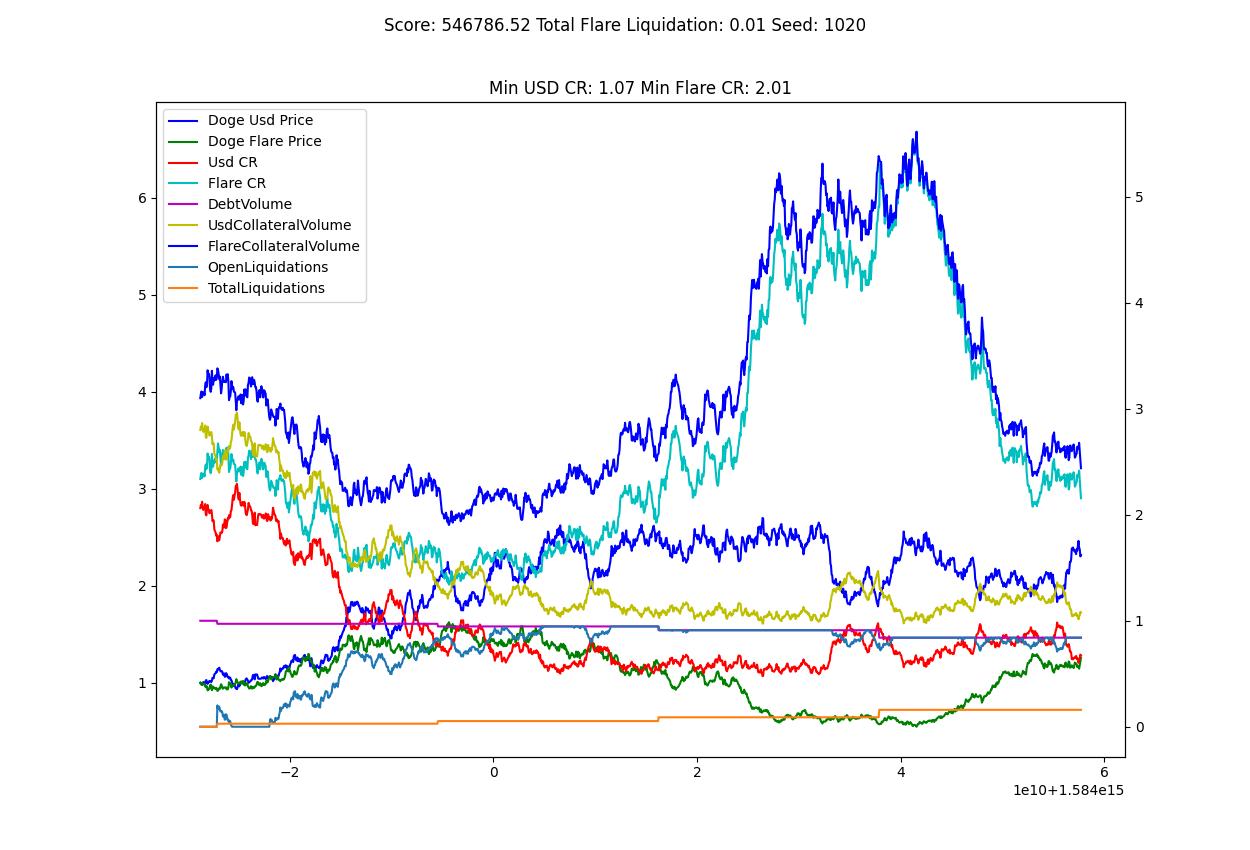 Score: 546786.52 Total Flare Liquidation: 0.01 Seed: 1020
Min USD CR: 1.07 Min Flare CR: 2.01
Doge Usd Price
Doge Flare Price
Usd CR
Flare CR
DebtVolume
UsdCollateralVolume
FlareCollateralVolume
OpenLiquidations
TotalLiquidations
6
5
4
3
2
1
5
4
3
2
1
0
−2
0
2
4
6
1e10+1.584e15